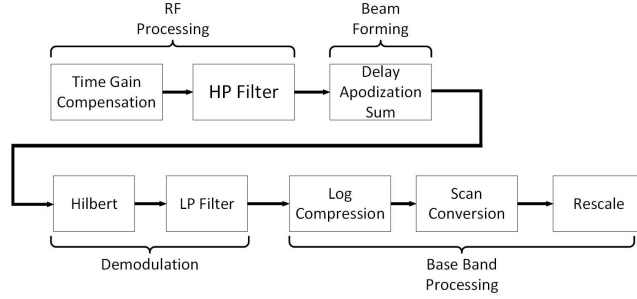 RF
Processing
Beam
Forming
Time Gain
Compensation
HP Filter
Delay
Apodization
Sum
Hilbert
LP Filter
Log
Compression
Scan
Conversion
Rescale
Demodulation
Base Band
Processing